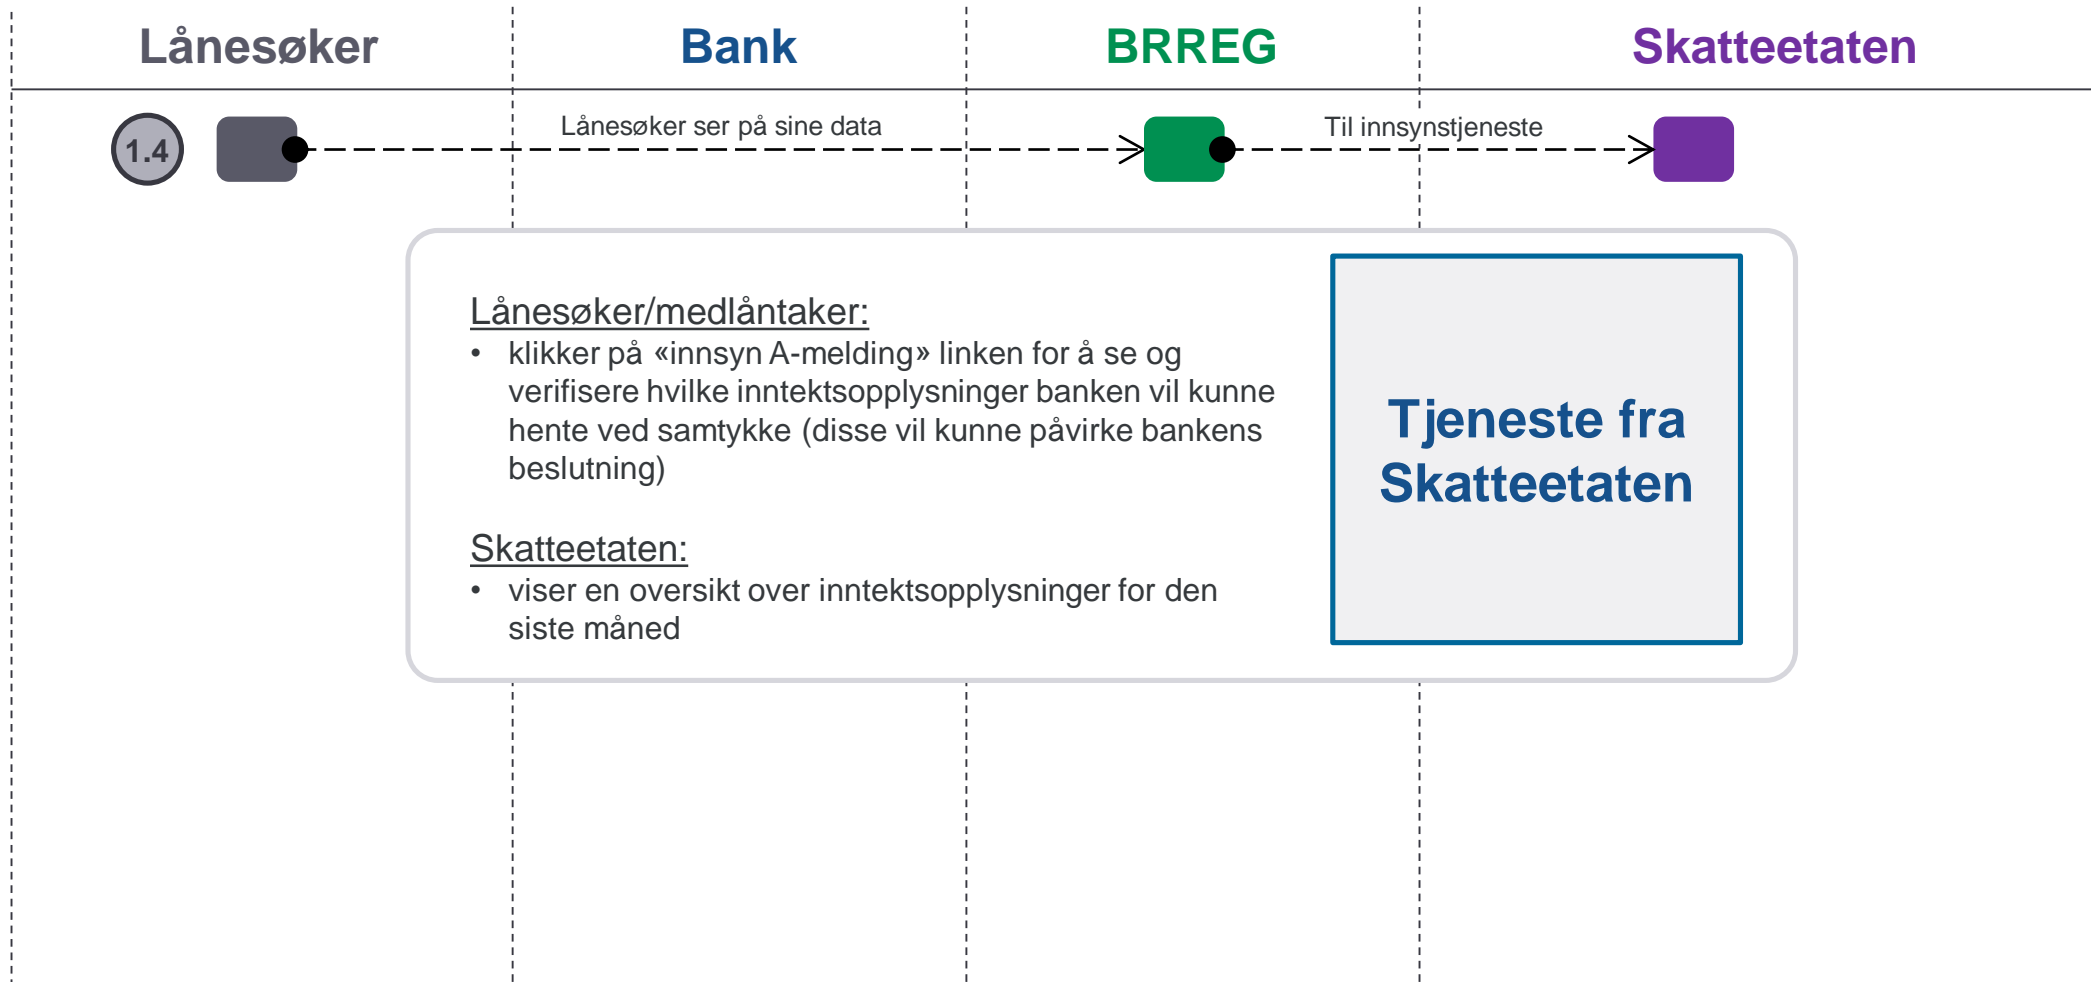 Lånesøker
Bank
BRREG
Skatteetaten
1.4
Lånesøker ser på sine data
Til innsynstjeneste
Lånesøker/medlåntaker:
• klikker på «innsyn A-melding» linken for å se og
verifisere hvilke inntektsopplysninger banken vil kunne
hente ved samtykke (disse vil kunne påvirke bankens
beslutning)
Skatteetaten:
• viser en oversikt over inntektsopplysninger for den
siste måned
Tjeneste fra
Skatteetaten